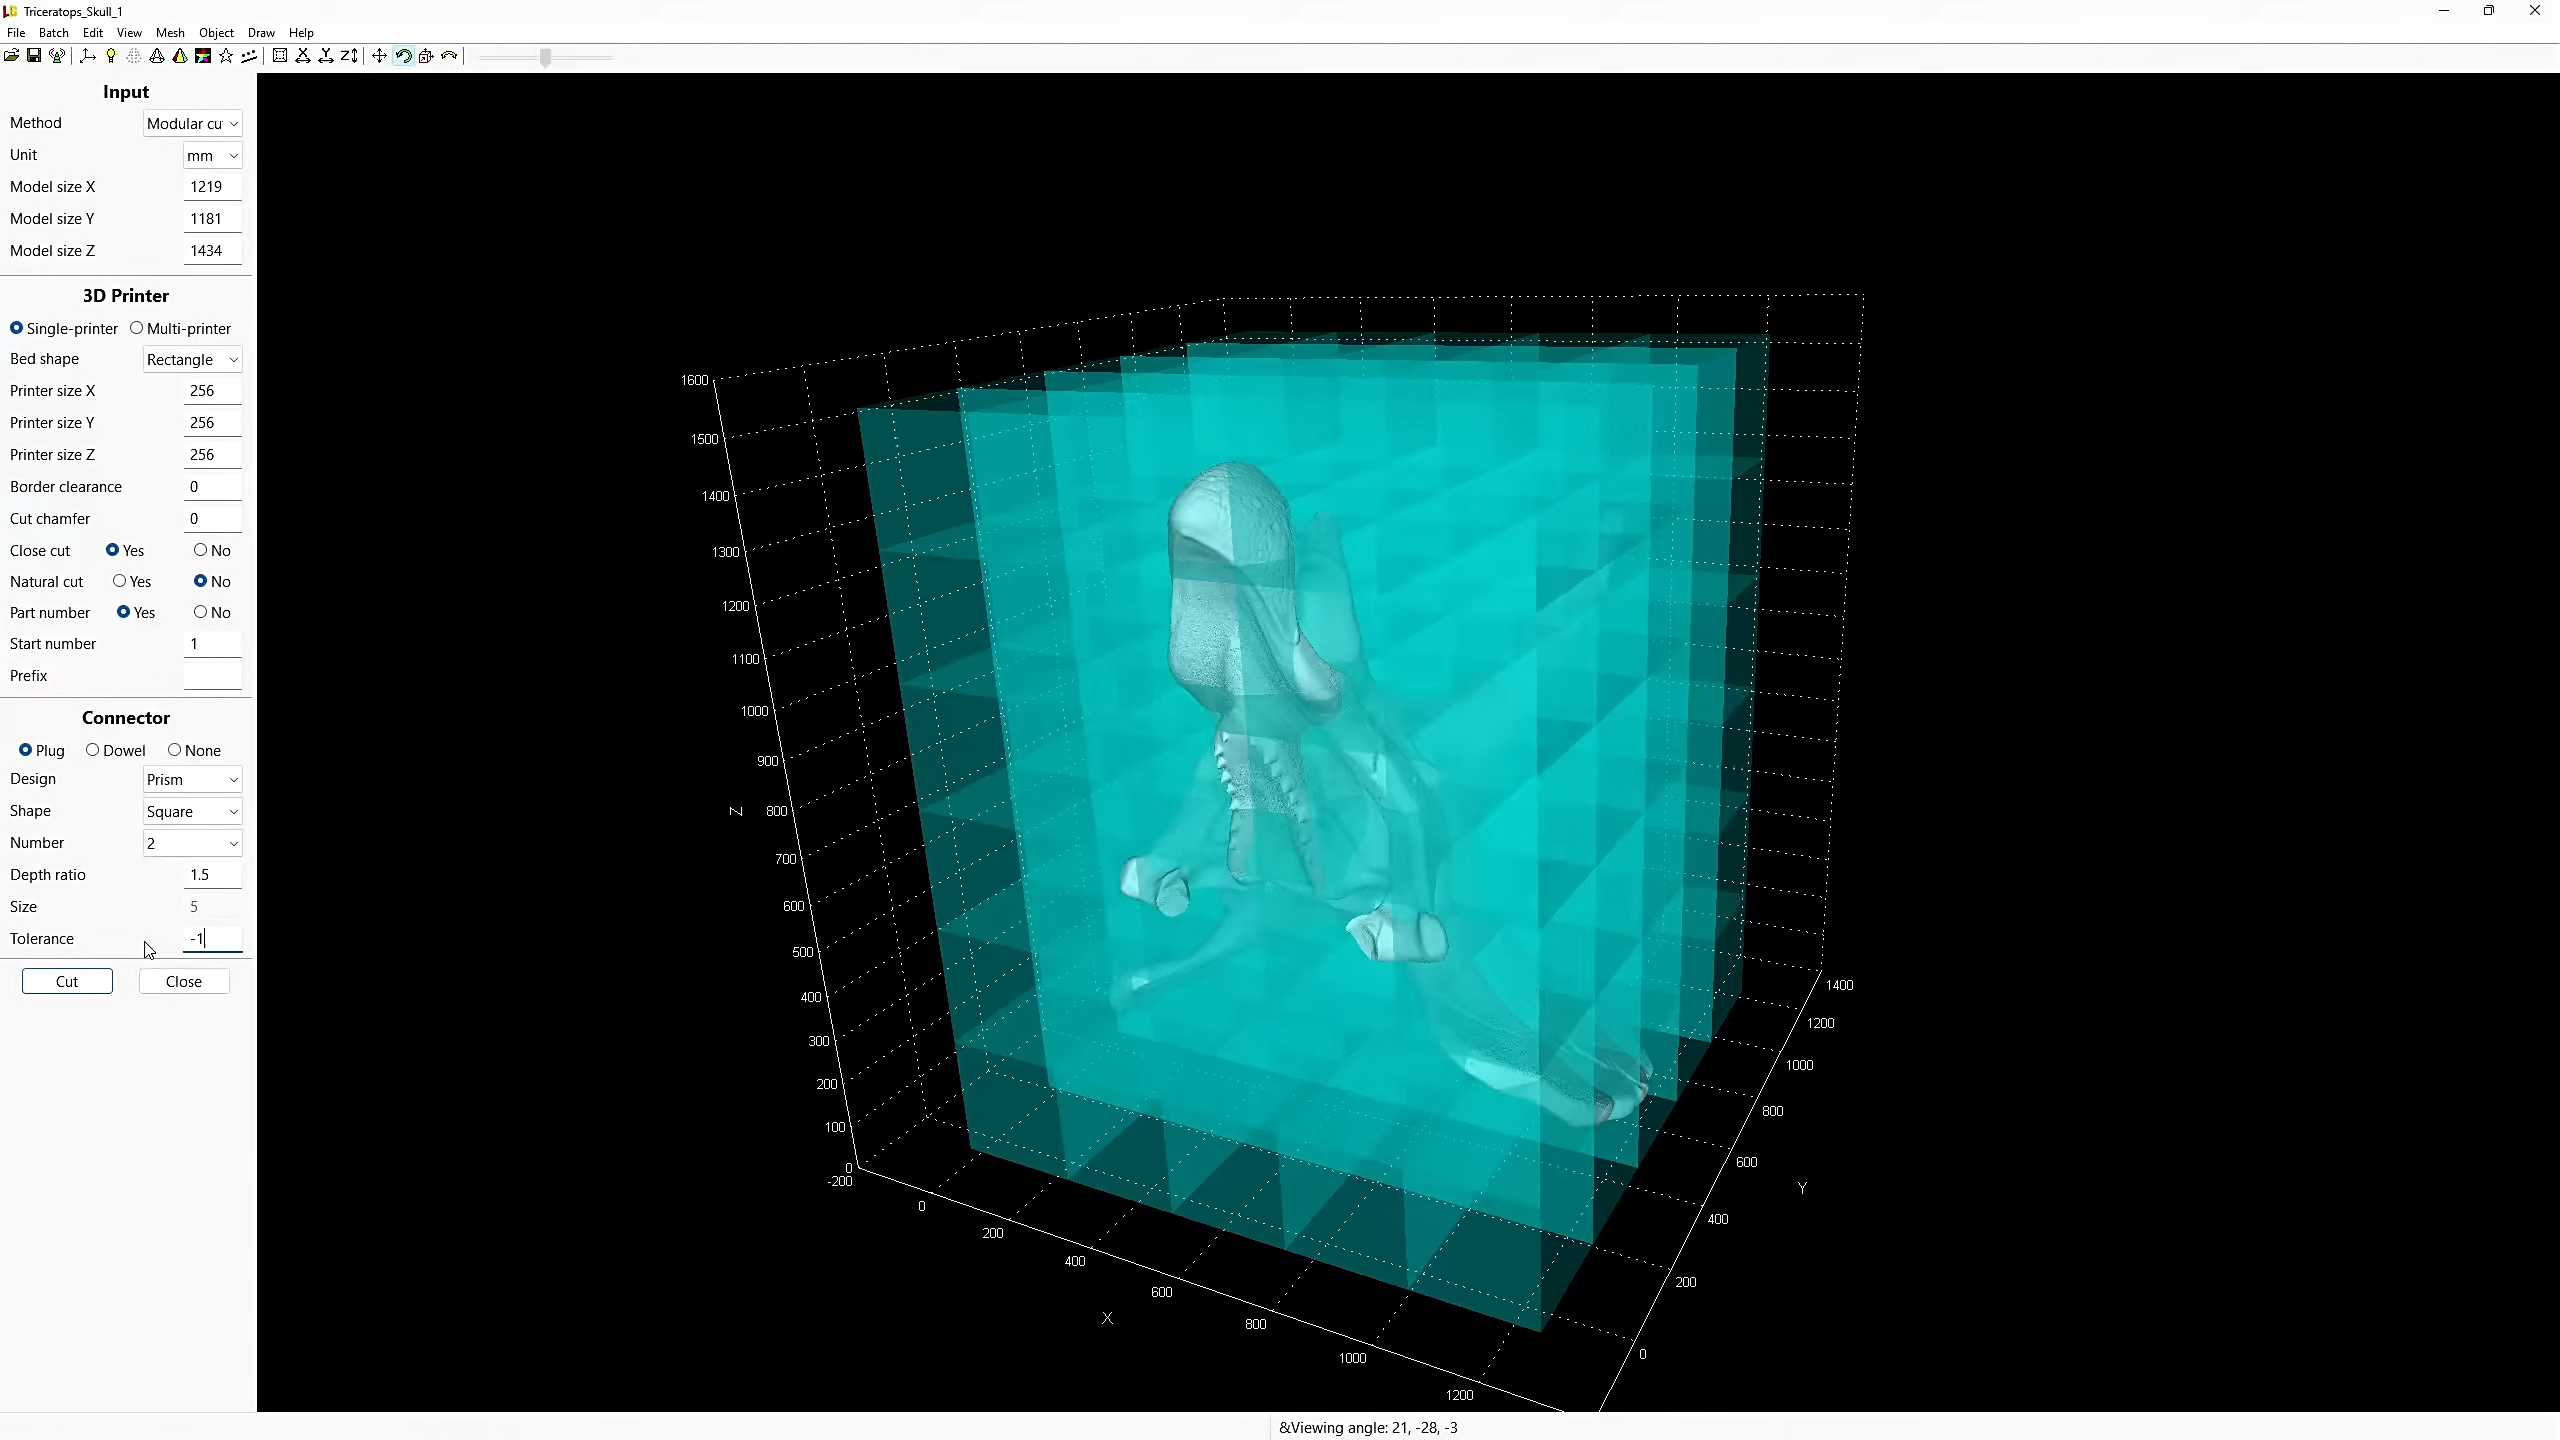 Triceratops_Skull_1
File Batch Edit View Mesh Object Draw Help
Input
Method Modular cu
Unit mm
Model size X 1219
Model size Y 1181
Model size Z 1434
3D Printer
Single-printer Multi-printer
Bed shape Rectangle
Printer size X 256
Printer size Y 256
Printer size Z 256
Border clearance 0
Cut chamfer 0
Close cut Yes No
Natural cut Yes No
Part number Yes No
Start number 1
Prefix
Connector
Plug Dowel None
Design Prism
Shape Square
Number 2
Depth ratio 1.5
Size 5
Tolerance -1
Cut Close
1600
1500
1400
1300
1200
1100
1000
900
Z 800
700
600
500
400
300
200
100
0
-200
0
200
400
600
800
1000
1200
X
1400
1200
1000
800
600
400
200
0
Y
&Viewing angle: 21, -28, -3